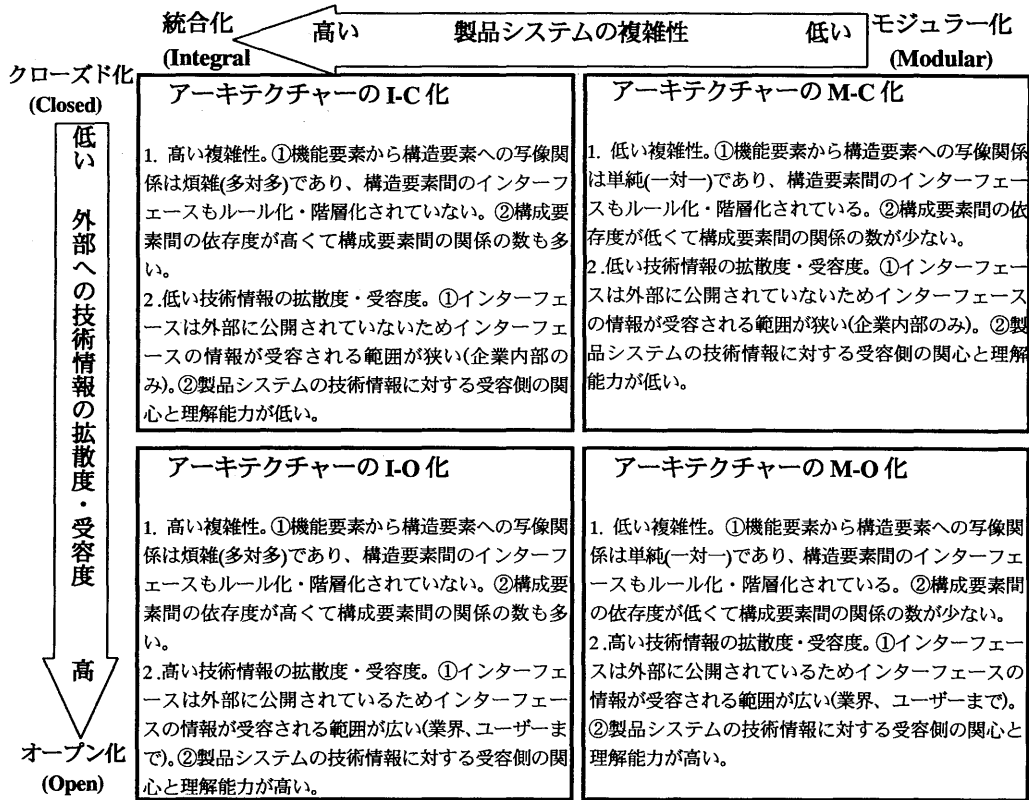 統合化
(Integral
高い 製品システムの複雑性 低い
モジュラー化
(Modular)
クローズド化
(Closed)
低い 外部への技術情報の拡散度・受容度 高
オープン化
(Open)
アーキテクチャーの I-C 化
1. 高い複雑性。①機能要素から構造要素への写像関
係は煩雑(多対多)であり、構造要素間のインターフ
ェースもルール化・階層化されていない。②構成要
素間の依存度が高くて構成要素間の関係の数も多
い。
2.低い技術情報の拡散度・受容度。①インターフェ
ースは外部に公開されていないためインターフェ
ースの情報が受容される範囲が狭い(企業内部の
み)。②製品システムの技術情報に対する受容側の関
心と理解能力が低い。
アーキテクチャーの M-C 化
1. 低い複雑性。①機能要素から構造要素への写像関係
は単純(一対一)であり、構造要素間のインターフェー
スもルール化・階層化されている。②構成要素間の依
存度が低くて構成要素間の関係の数が少ない。
2.低い技術情報の拡散度・受容度。①インターフェー
スは外部に公開されていないためインターフェース
の情報が受容される範囲が狭い(企業内部のみ)。②製
品システムの技術情報に対する受容側の関心と理解
能力が低い。
アーキテクチャーの I-O 化
1. 高い複雑性。①機能要素から構造要素への写像関
係は煩雑(多対多)であり、構造要素間のインターフ
ェースもルール化・階層化されていない。②構成要
素間の依存度が高くて構成要素間の関係の数も多
い。
2.高い技術情報の拡散度・受容度。①インターフェ
ースは外部に公開されているためインターフェー
スの情報が受容される範囲が広い(業界、ユーザーま
で)。②製品システムの技術情報に対する受容側の関
心と理解能力が高い。
アーキテクチャーの M-O 化
1. 低い複雑性。①機能要素から構造要素への写像関
係は単純(一対一)であり、構造要素間のインターフェ
ースもルール化・階層化されている。②構成要素間
の依存度が低くて構成要素間の関係の数が少ない。
2.高い技術情報の拡散度・受容度。①インターフェー
スは外部に公開されているためインターフェースの
情報が受容される範囲が広い(業界、ユーザーまで)。
②製品システムの技術情報に対する受容側の関心と
理解能力が高い。